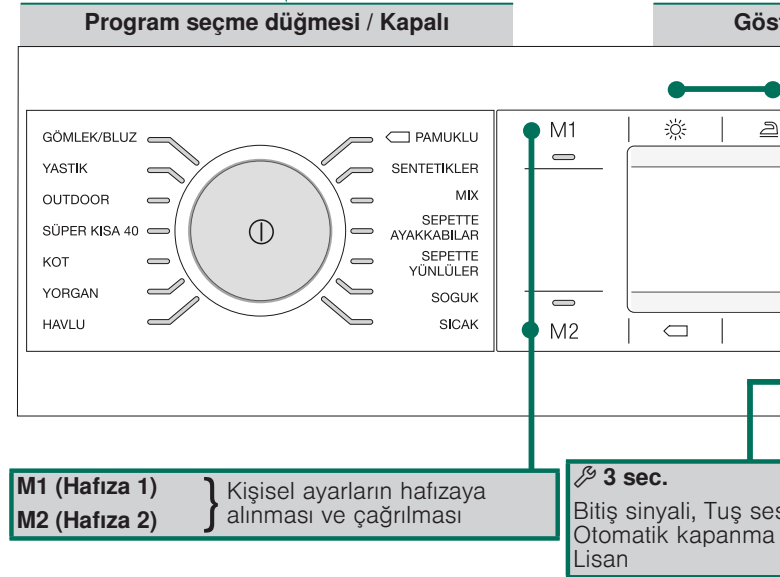 Program seçme düğmesi / Kapalı
GÖMLEK/BLUZ
YASTIK
OUTDOOR
SÜPER KISA 40
KOT
YORGAN
HAVLU
PAMUKLU
SENTETIKLER
MIX
SEPETTE
AYAKKABILAR
SEPETTE
YÜNLÜLER
SOGUK
SICAK
M1
M2
M1 (Hafıza 1)
M2 (Hafıza 2)
Kişisel ayarların hafızaya
alınması ve çağrılması
3 sec.
Bitiş sinyali, Tuş
Otomatik kapanma
Lisan